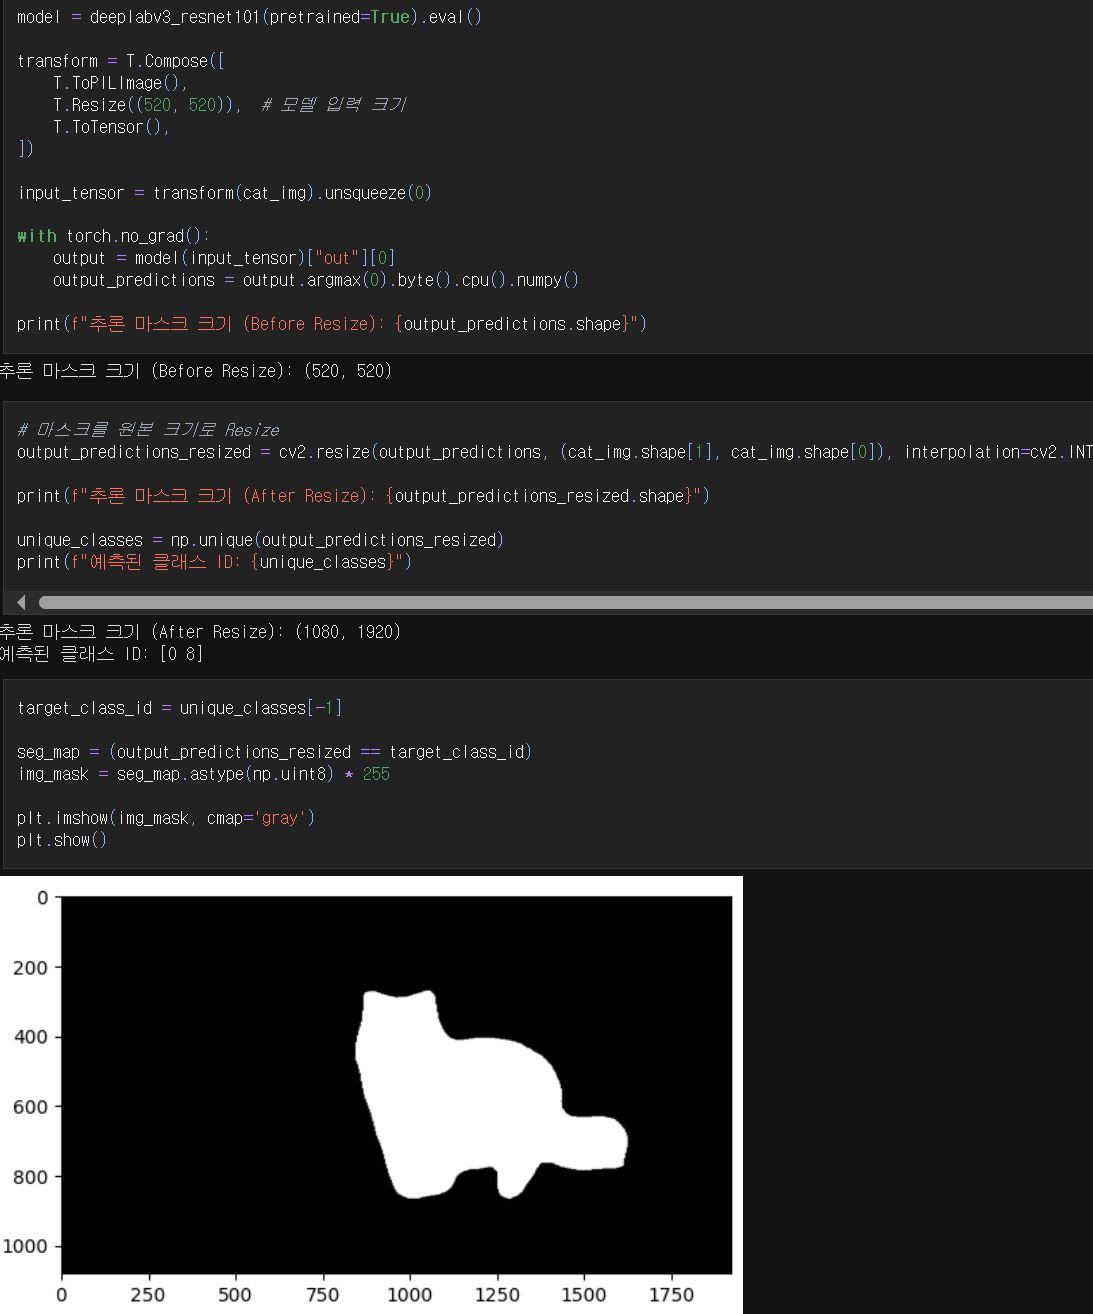 model = deeplabv3_resnet101(pretrained=True).eval()
transform = T.Compose([
T.ToPILImage(),
T.Resize((520, 520)),  # 모델 입력 크기
T.ToTensor(),
])
input_tensor = transform(cat_img).unsqueeze(0)
with torch.no_grad():
output = model(input_tensor)["out"][0]
output_predictions = output.argmax(0).byte().cpu().numpy()
print(f"추론 마스크 크기 (Before Resize): {output_predictions.shape}")
추론 마스크 크기 (Before Resize): (520, 520)
# 마스크를 원본 크기로 Resize
output_predictions_resized = cv2.resize(output_predictions, (cat_img.shape[1], cat_img.shape[0]), interpolation=cv2.INT
print(f"추론 마스크 크기 (After Resize): {output_predictions_resized.shape}")
unique_classes = np.unique(output_predictions_resized)
print(f"예측된 클래스 ID: {unique_classes}")
추론 마스크 크기 (After Resize): (1080, 1920)
예측된 클래스 ID: [0 8]
target_class_id = unique_classes[-1]
seg_map = (output_predictions_resized == target_class_id)
img_mask = seg_map.astype(np.uint8) * 255
plt.imshow(img_mask, cmap='gray')
plt.show()
0
200
400
600
800
1000
0 250 500 750 1000 1250 1500 1750